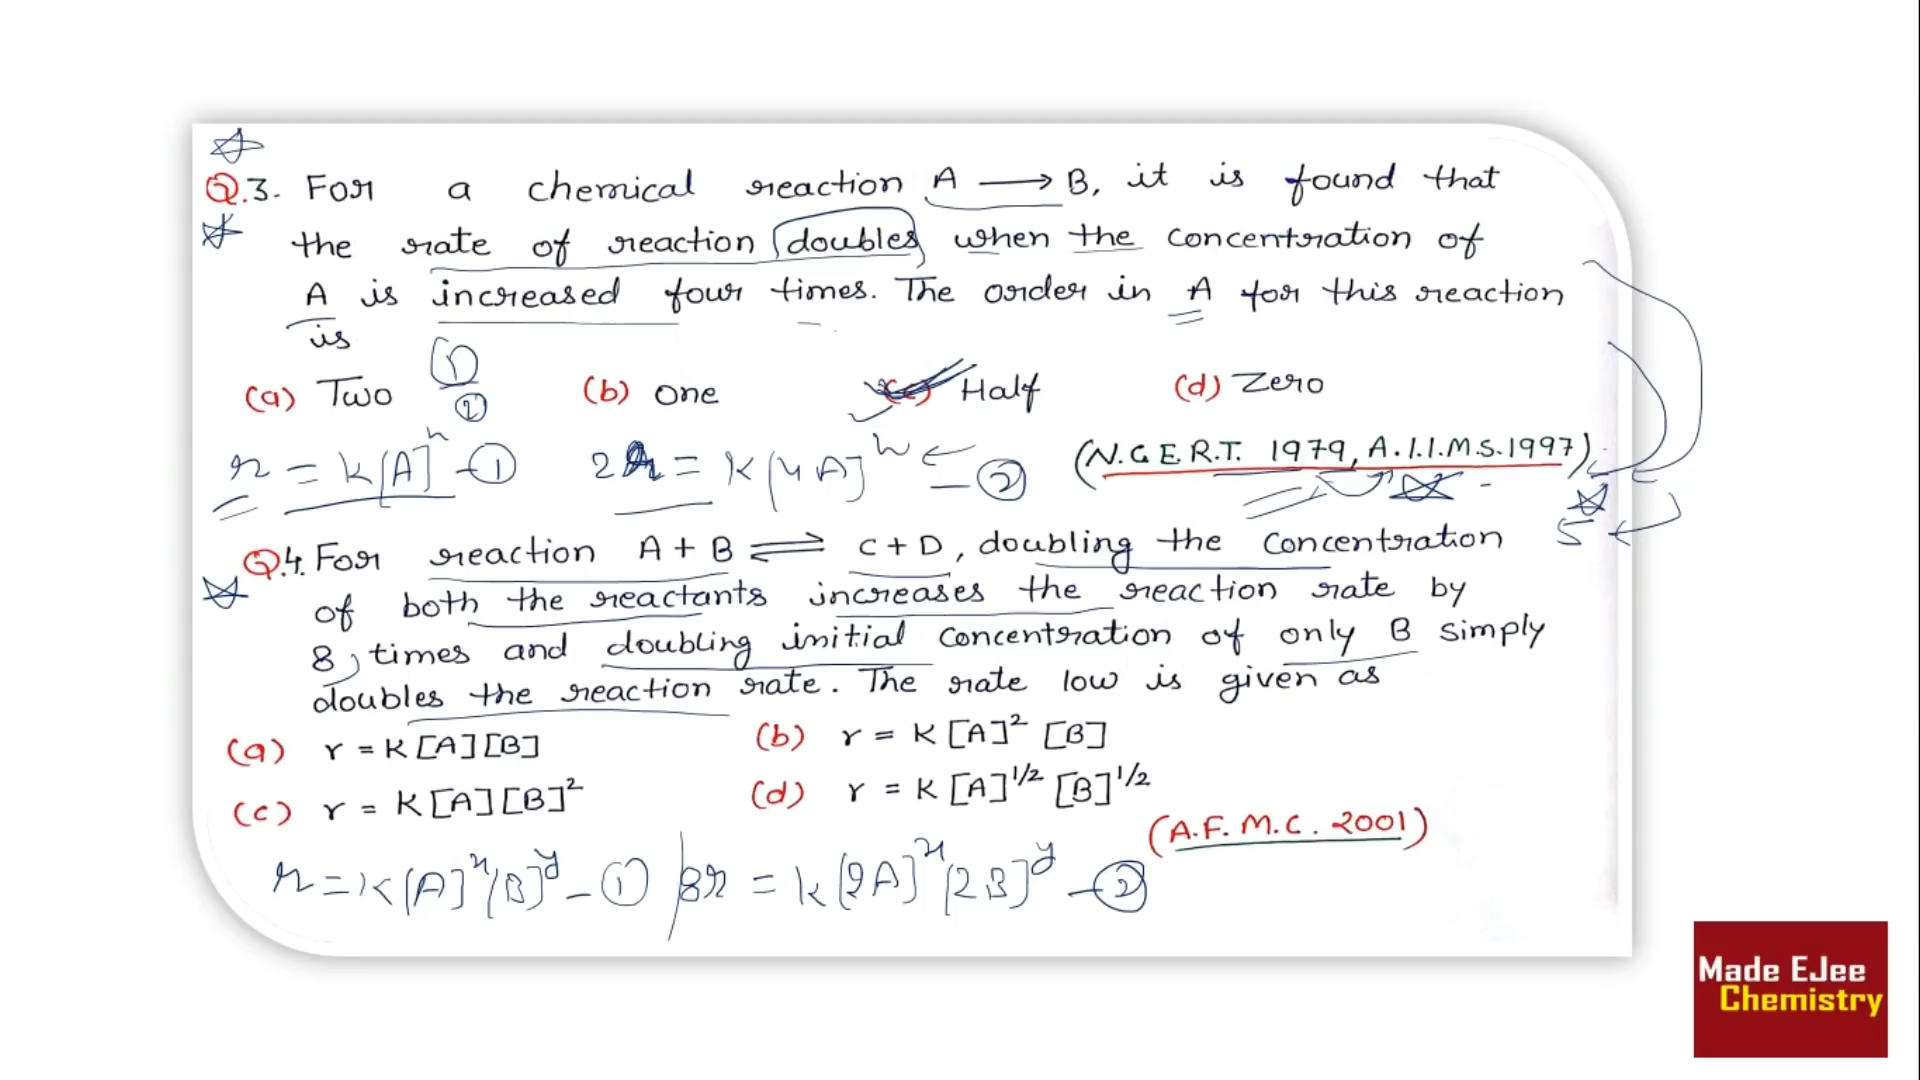 Q.3. For a chemical reaction A ⟶ B, it is found that
the rate of reaction doubles when the concentration of
A is increased four times. The order in A for this reaction
is
(a) Two (b) one (c) Half (d) Zero
1/2
r = k[A]^n - ① 2r = k[4A]^n - ②
(N.C.E.R.T. 1979, A.I.I.M.S. 1997)
5
Q.4. For reaction A + B ⇌ C + D, doubling the concentration
of both the reactants increases the reaction rate by
8 times and doubling initial concentration of only B simply
doubles the reaction rate. The rate low is given as
(a) r = K[A][B] (b) r = K[A]² [B]
(c) r = K[A][B]² (d) r = K[A]^1/2 [B]^1/2
(A.F.M.C. 2001)
r = k[A]^x[B]^y - ① 8r = k[2A]^x[2B]^y - ②
Made EJee
Chemistry